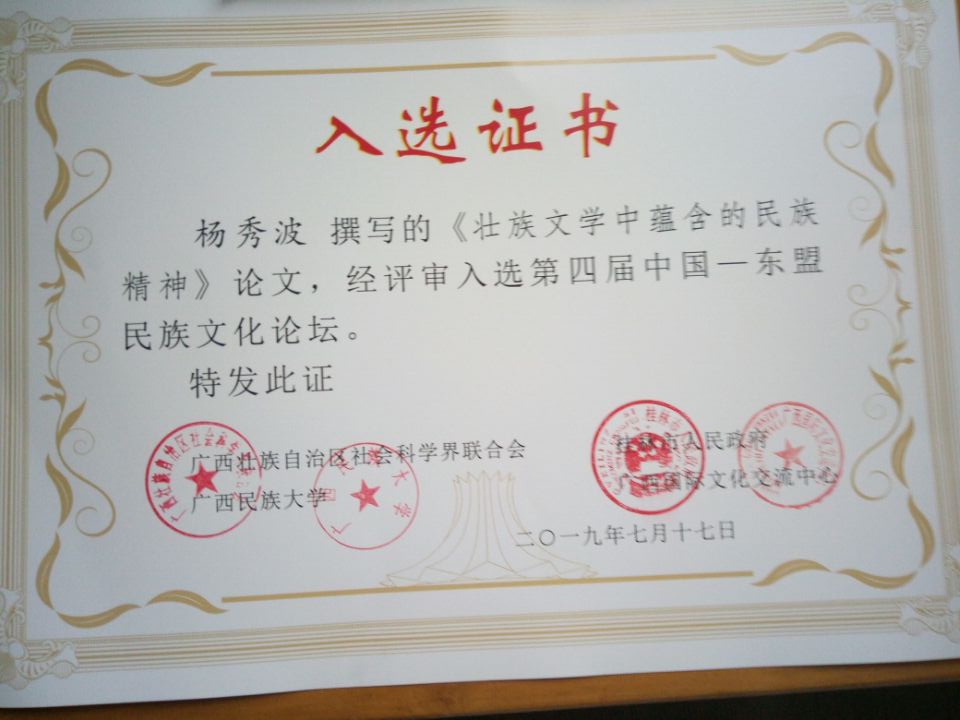 入选证书
杨秀波 撰写的《壮族文学中蕴含的民族
精神》论文，经评审入选第四届中国—东盟
民族文化论坛。
特发此证
广西壮族自治区社会科学界联合会
桂林市人民政府
广西民族大学
广西国际文化交流中心
二〇一九年七月十七日